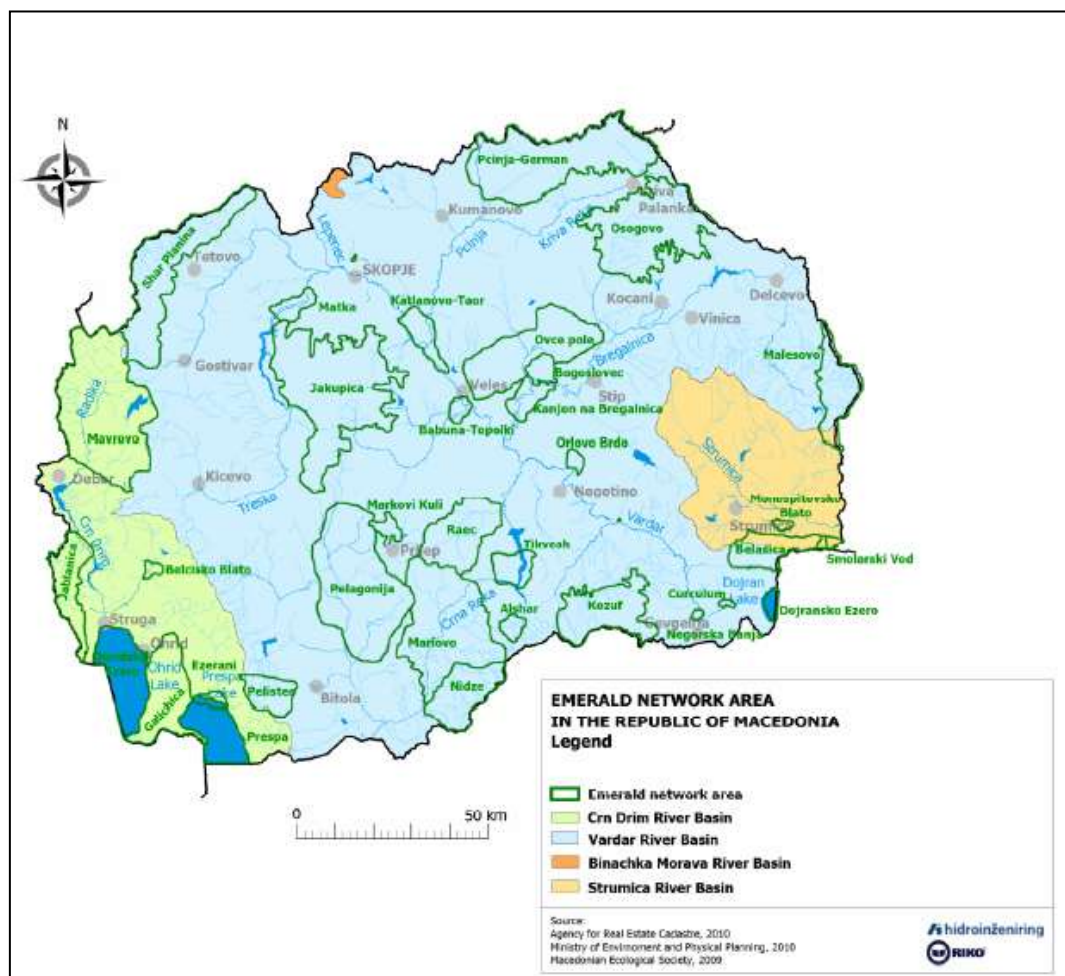 N
Pcinja-German
Kriva
Palanka
Kumanovo
Osogovo
Lepenec
Pcinja
Kriva Reka
Shar Planina
Tetovo
SKOPJE
Delcevo
Kocani
Matka
Katlanovo-Taor
Vinica
Ovce pole
Bregalnica
Malesovo
Gostivar
Bogoslovec
Radika
Jakupica
Veles
Stip
Kanjon na Bregalnica
Mavrovo
Babuna-Topolki
Orlovo Brdo
Strumica
Debar
Kicevo
Negotino
Treska
Monospitovsko
Blato
Markovi Kuli
Vardar
Strumica
Crn Drim
Raec
Prilep
Tikvesh
Belasica
Smolarski Vod
Jablanica
Belcisko Blato
Pelagonija
Dojran
Lake
Crna Reka
Alshar
Kozuf
Curculum
Dojransko Ezero
Struga
Gevgelija
Negorska Banja
Mariovo
Ohrid
Ohrid
Lake
Ezerani
Prespa
Lake
Galichica
Pelister
Bitola
Nidze
Prespa
0 50 km
EMERALD NETWORK AREA
IN THE REPUBLIC OF MACEDONIA
Legend
Emerald network area
Crn Drim River Basin
Vardar River Basin
Binachka Morava River Basin
Strumica River Basin
Source:
Agency for Real Estate Cadastre, 2010
Ministry of Environment and Physical Planning, 2010
Macedonian Ecological Society, 2009
hidroinženiring
RIKO